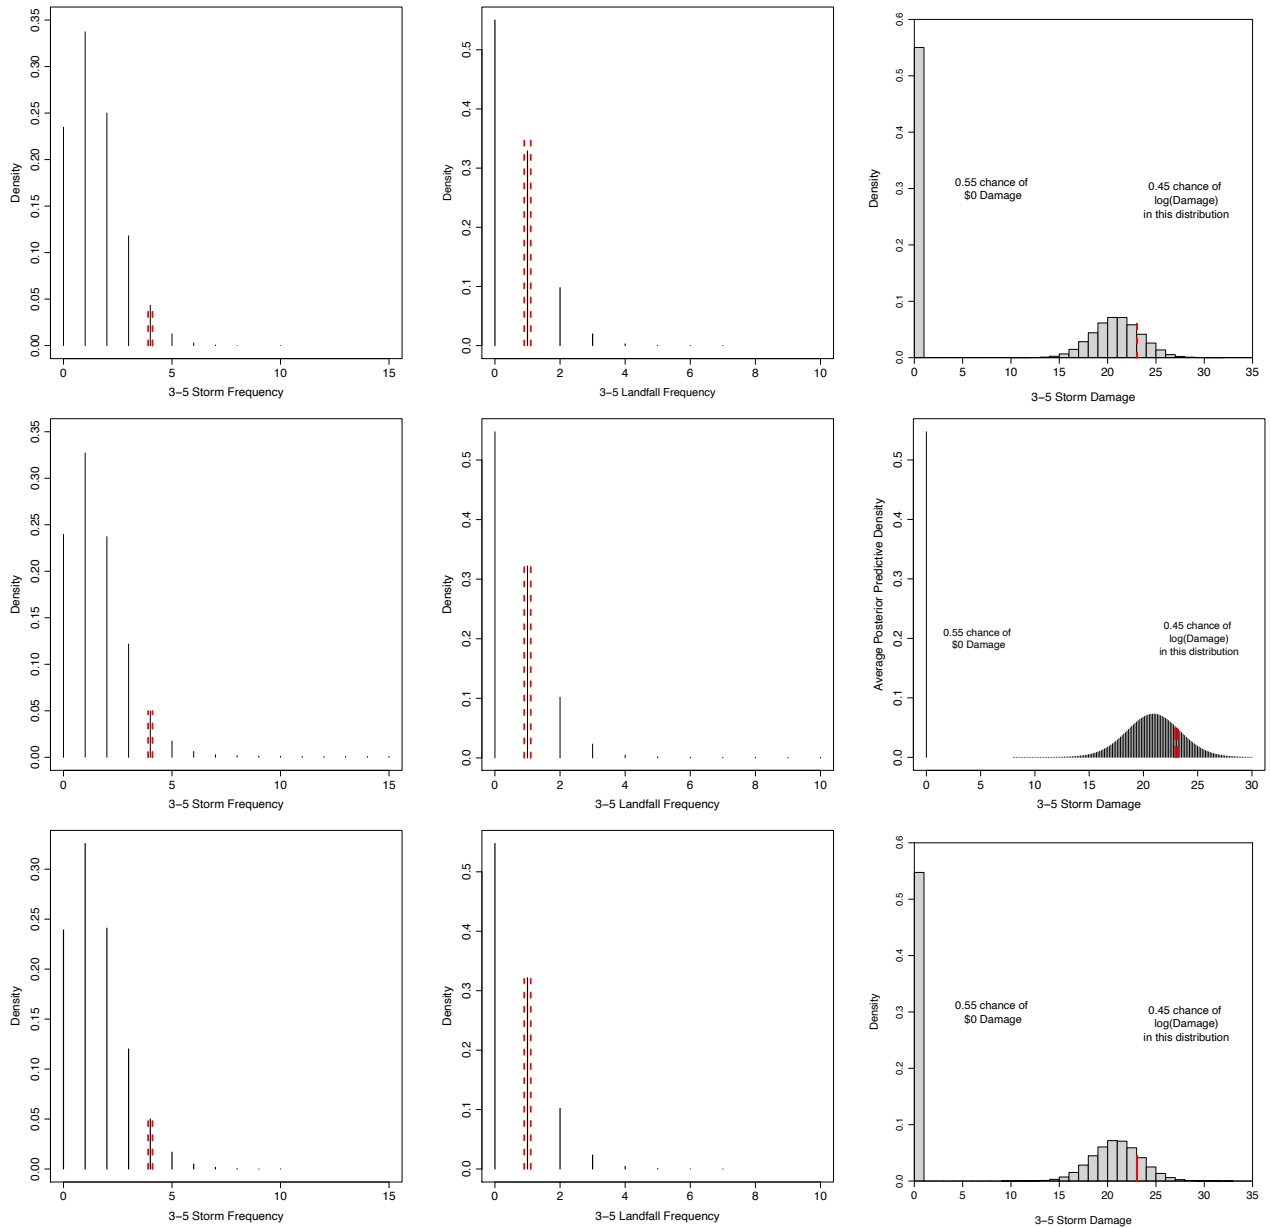 0.35
0.30
0.25
0.20
0.15
0.10
0.05
0.00
Density
0 5 10 15
3−5 Storm Frequency
0.5
0.4
0.3
0.2
0.1
0.0
Density
0 2 4 6 8 10
3−5 Landfall Frequency
0.6
0.5
0.4
0.3
0.2
0.1
0.0
Density
0.55 chance of
$0 Damage
0.45 chance of
log(Damage)
in this distribution
0 5 10 15 20 25 30 35
3−5 Storm Damage
0.35
0.30
0.25
0.20
0.15
0.10
0.05
0.00
Density
0 5 10 15
3−5 Storm Frequency
0.5
0.4
0.3
0.2
0.1
0.0
Density
0 2 4 6 8 10
3−5 Landfall Frequency
0.5
0.4
0.3
0.2
0.1
0.0
Average Posterior Predictive Density
0.55 chance of
$0 Damage
0.45 chance of
log(Damage)
in this distribution
0 5 10 15 20 25 30
3−5 Storm Damage
0.30
0.25
0.20
0.15
0.10
0.05
0.00
Density
0 5 10 15
3−5 Storm Frequency
0.5
0.4
0.3
0.2
0.1
0.0
Density
0 2 4 6 8 10
3−5 Landfall Frequency
0.6
0.5
0.4
0.3
0.2
0.1
0.0
Density
0.55 chance of
$0 Damage
0.45 chance of
log(Damage)
in this distribution
0 5 10 15 20 25 30 35
3−5 Storm Damage